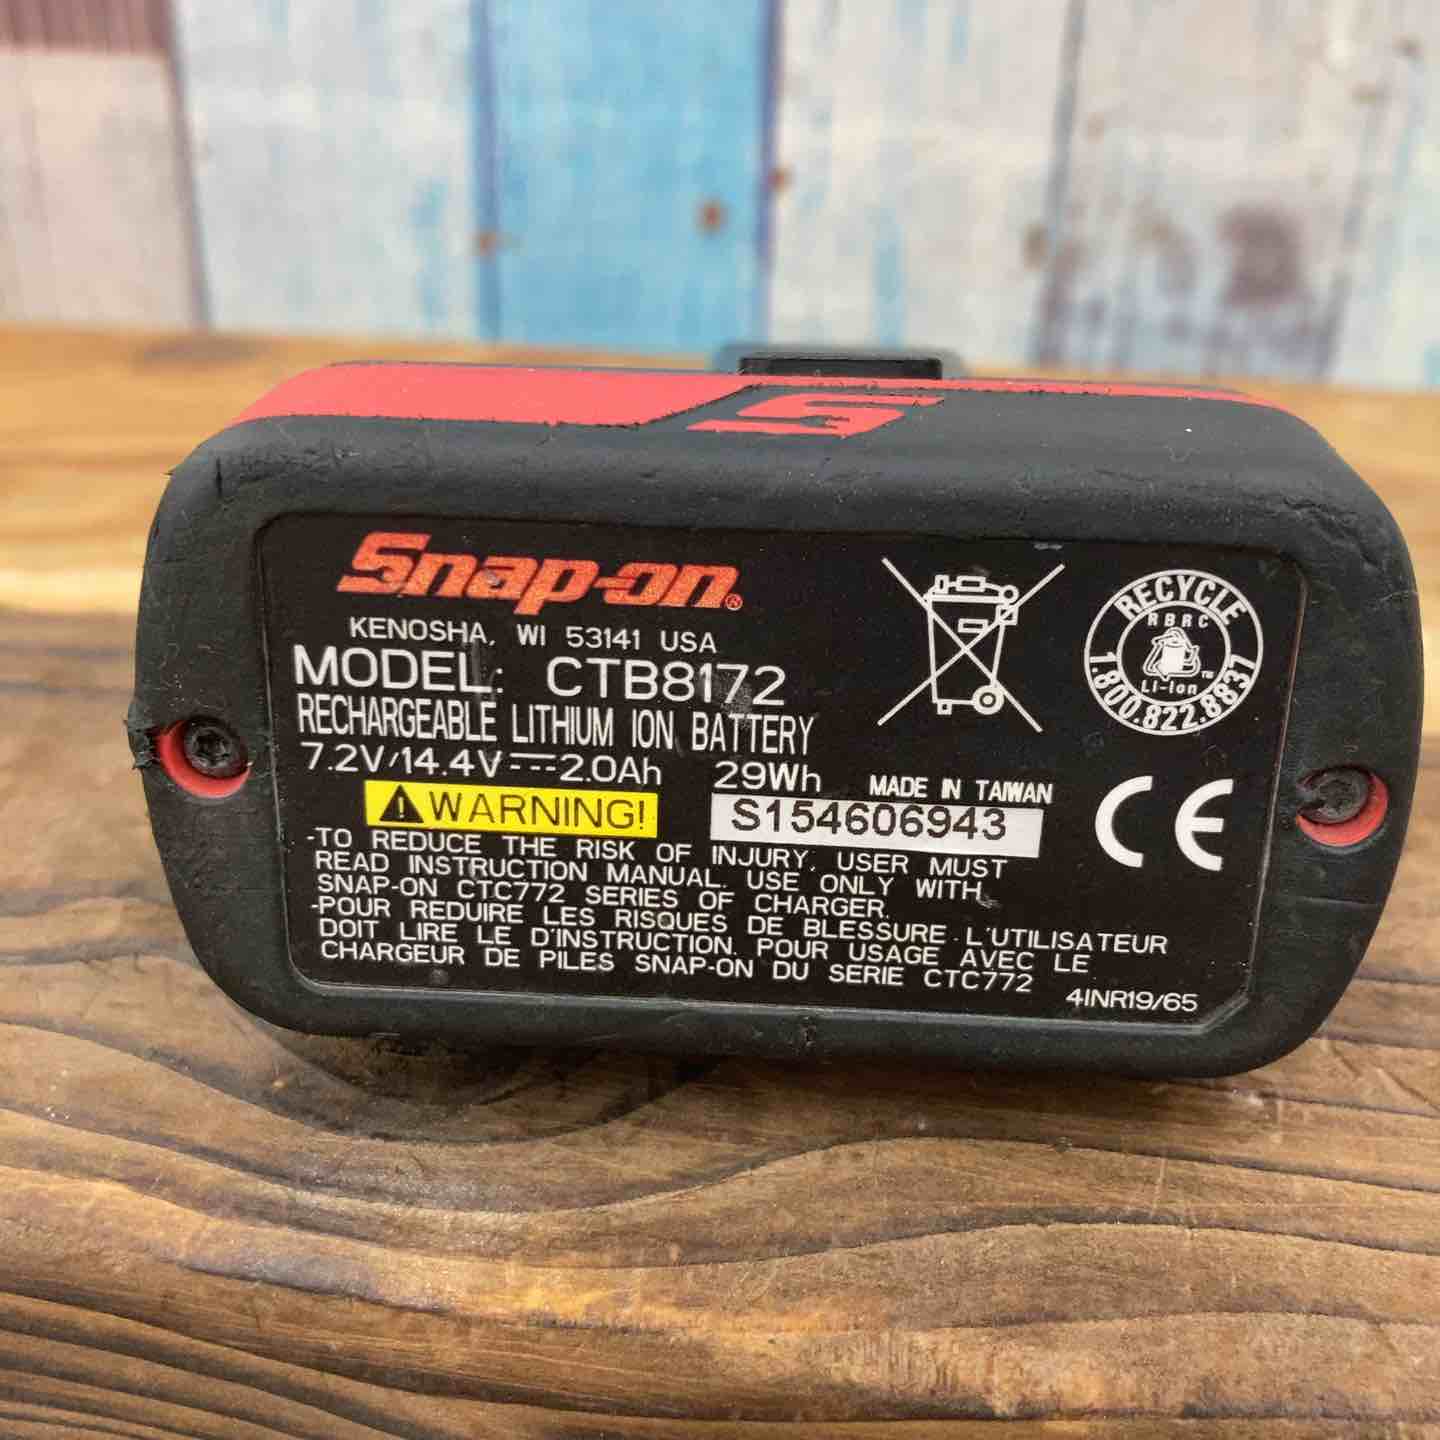 Snap-on®
KENOSHA, WI 53141 USA
MODEL: CTB8172
RECHARGEABLE LITHIUM ION BATTERY
7.2V/14.4V⎓2.0Ah 29Wh MADE IN TAIWAN
WARNING! S154606943
-TO REDUCE THE RISK OF INJURY, USER MUST
READ INSTRUCTION MANUAL. USE ONLY WITH
SNAP-ON CTC772 SERIES OF CHARGER.
-POUR REDUIRE LES RISQUES DE BLESSURE L'UTILISATEUR
DOIT LIRE LE D'INSTRUCTION. POUR USAGE AVEC LE
CHARGEUR DE PILES SNAP-ON DU SERIE CTC772
4INR19/65
RECYCLE
RBRC
TM
Li-Ion
1.800.822.8837
CE